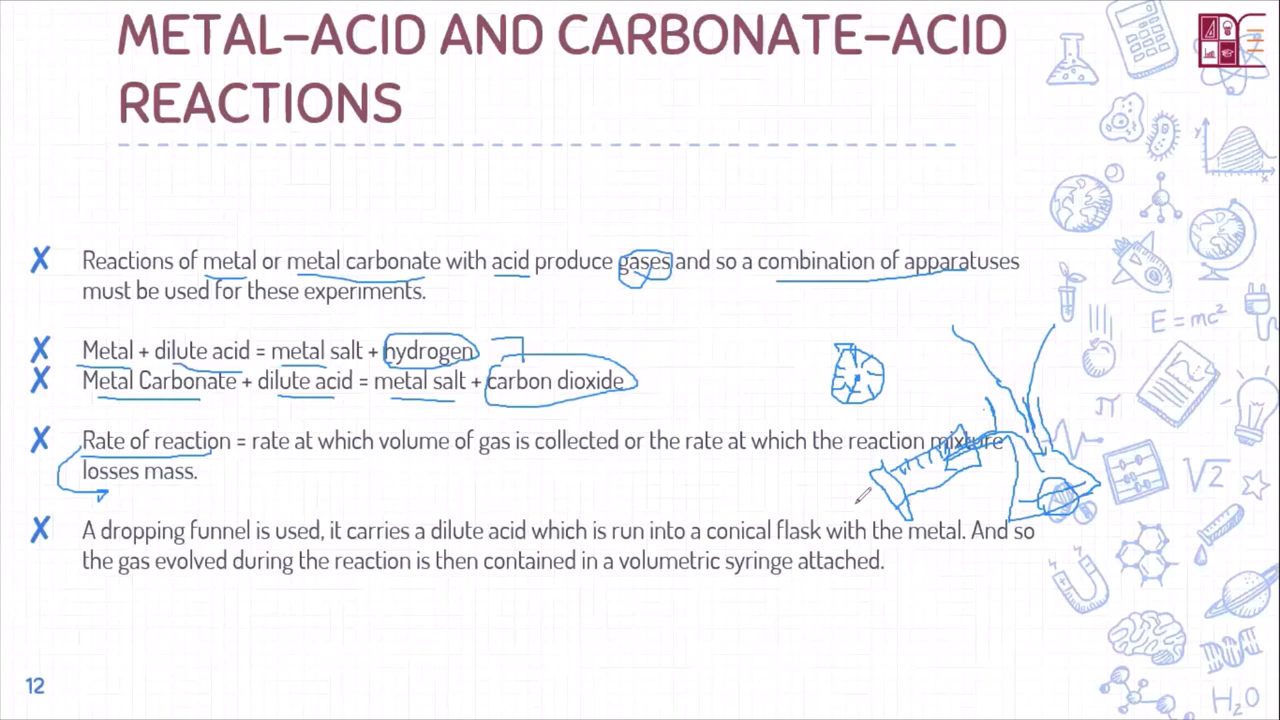 METAL–ACID AND CARBONATE–ACID
REACTIONS
✗ Reactions of metal or metal carbonate with acid produce gases and so a combination of apparatuses
must be used for these experiments.
✗ Metal + dilute acid = metal salt + hydrogen
✗ Metal Carbonate + dilute acid = metal salt + carbon dioxide
✗ Rate of reaction = rate at which volume of gas is collected or the rate at which the reaction mixture
losses mass.
✗ A dropping funnel is used, it carries a dilute acid which is run into a conical flask with the metal. And so
the gas evolved during the reaction is then contained in a volumetric syringe attached.
12
y
x
E = mc²
π
√2
H₂O